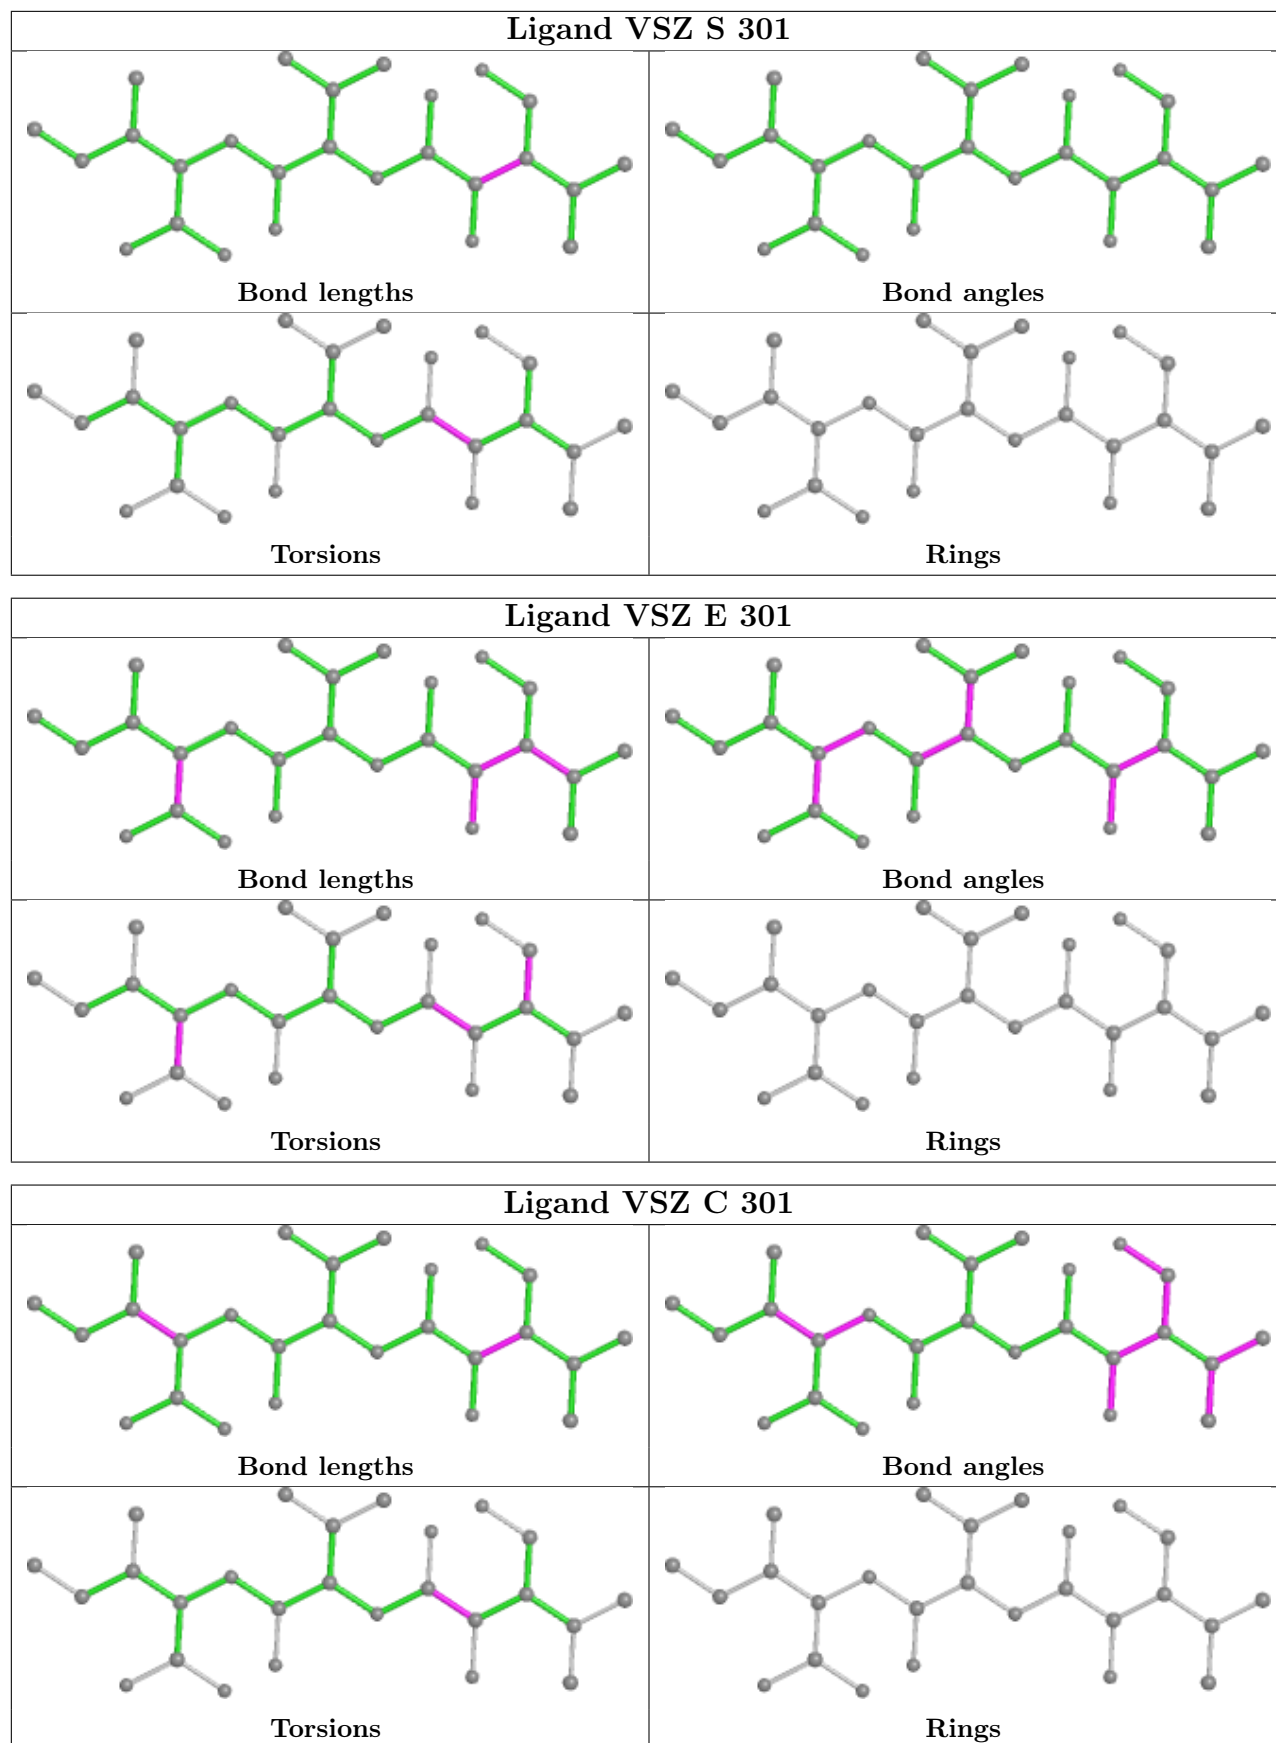 Ligand VSZ S 301
Bond lengths
Bond angles
Torsions
Rings
Ligand VSZ E 301
Bond lengths
Bond angles
Torsions
Rings
Ligand VSZ C 301
Bond lengths
Bond angles
Torsions
Rings